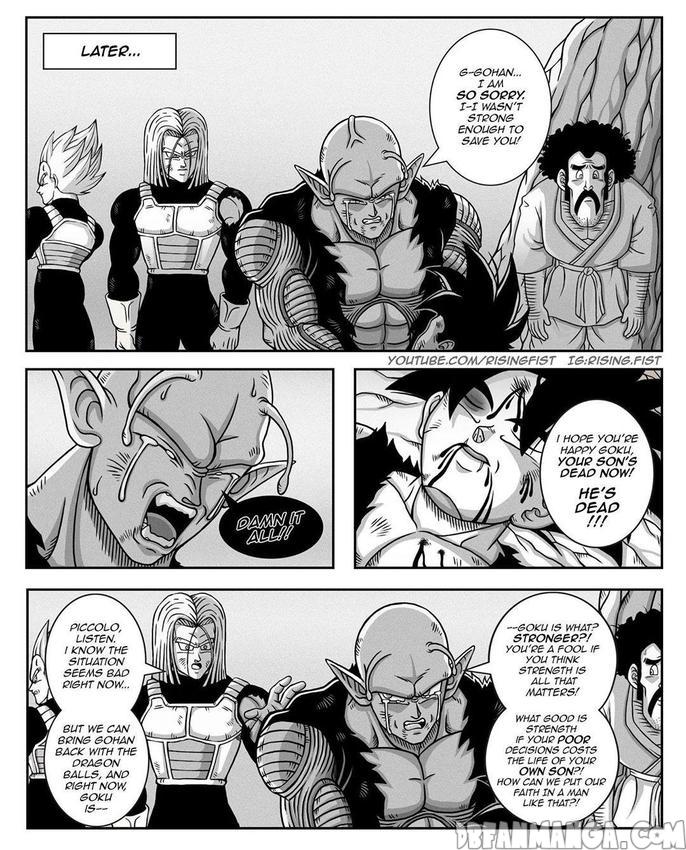 LATER...
G-GOHAN...
I AM
SO SORRY.
I-I WASN'T
STRONG
ENOUGH TO
SAVE YOU!
YOUTUBE.COM/RISINGFIST IG:RISING.FIST
DAMN IT
ALL!!
I HOPE YOU'RE
HAPPY GOKU,
YOUR SON'S
DEAD NOW!
HE'S
DEAD
!!!
PICCOLO,
LISTEN.
I KNOW THE
SITUATION
SEEMS BAD
RIGHT NOW...
BUT WE CAN
BRING GOHAN
BACK WITH THE
DRAGON
BALLS, AND
RIGHT NOW,
GOKU
IS--
--GOKU IS WHAT?
STRONGER?!
YOU'RE A FOOL IF
YOU THINK
STRENGTH IS
ALL THAT
MATTERS!
WHAT GOOD IS
STRENGTH
IF YOUR POOR
DECISIONS COSTS
THE LIFE OF YOUR
OWN SON?!
HOW CAN WE PUT OUR
FAITH IN A MAN
LIKE THAT?!
DBFANMANGA.COM